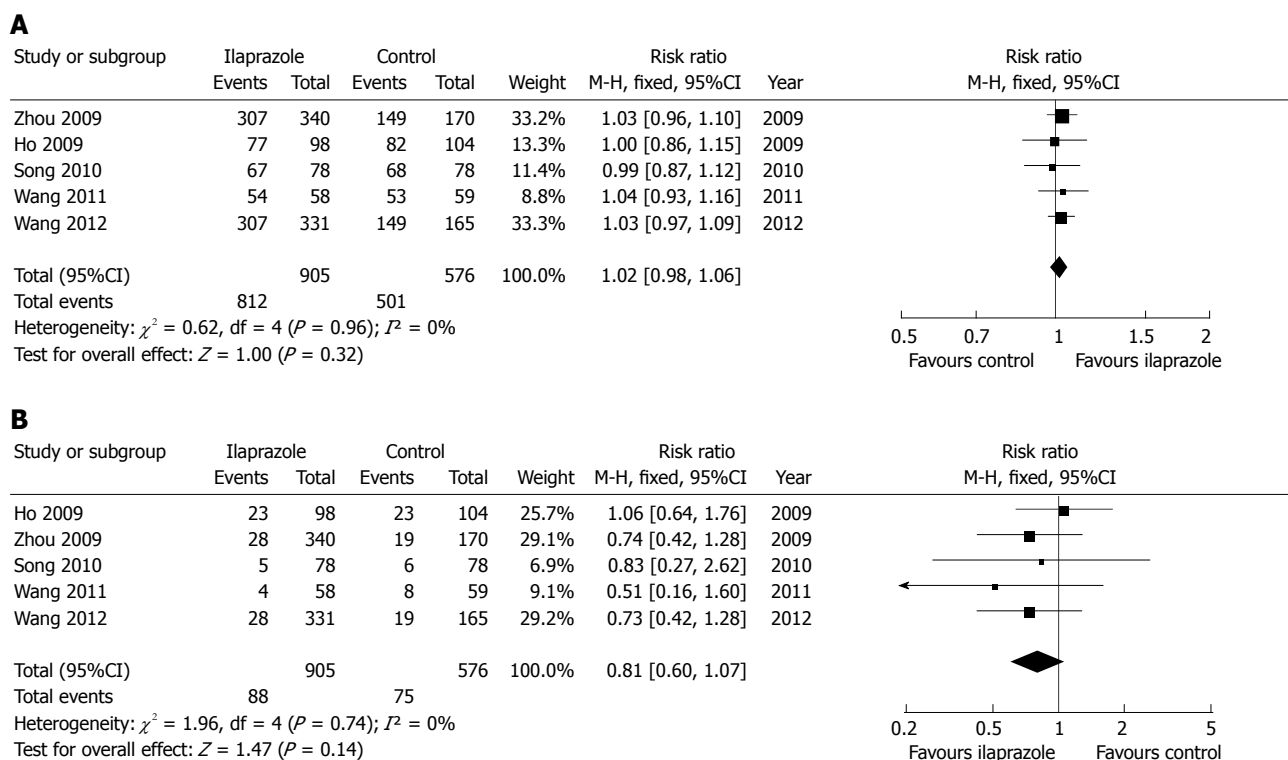 A
Study or subgroup Ilaprazole Control Risk ratio Risk ratio
Events Total Events Total Weight M-H, fixed, 95%CI Year M-H, fixed, 95%CI
Zhou 2009 307 340 149 170 33.2% 1.03 [0.96, 1.10] 2009
Ho 2009 77 98 82 104 13.3% 1.00 [0.86, 1.15] 2009
Song 2010 67 78 68 78 11.4% 0.99 [0.87, 1.12] 2010
Wang 2011 54 58 53 59 8.8% 1.04 [0.93, 1.16] 2011
Wang 2012 307 331 149 165 33.3% 1.03 [0.97, 1.09] 2012
Total (95%CI) 905 576 100.0% 1.02 [0.98, 1.06]
Total events 812 501
Heterogeneity: χ² = 0.62, df = 4 (P = 0.96); I² = 0%
Test for overall effect: Z = 1.00 (P = 0.32)
0.5 0.7 1 1.5 2
Favours control Favours ilaprazole
B
Study or subgroup Ilaprazole Control Risk ratio Risk ratio
Events Total Events Total Weight M-H, fixed, 95%CI Year M-H, fixed, 95%CI
Ho 2009 23 98 23 104 25.7% 1.06 [0.64, 1.76] 2009
Zhou 2009 28 340 19 170 29.1% 0.74 [0.42, 1.28] 2009
Song 2010 5 78 6 78 6.9% 0.83 [0.27, 2.62] 2010
Wang 2011 4 58 8 59 9.1% 0.51 [0.16, 1.60] 2011
Wang 2012 28 331 19 165 29.2% 0.73 [0.42, 1.28] 2012
Total (95%CI) 905 576 100.0% 0.81 [0.60, 1.07]
Total events 88 75
Heterogeneity: χ² = 1.96, df = 4 (P = 0.74); I² = 0%
Test for overall effect: Z = 1.47 (P = 0.14)
0.2 0.5 1 2 5
Favours ilaprazole Favours control